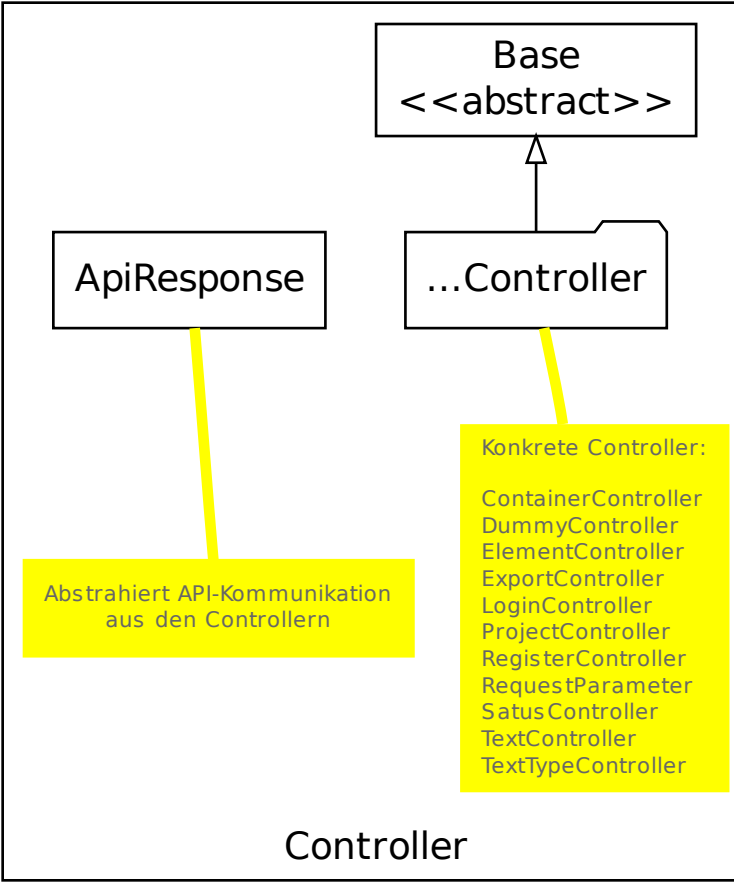 Base
<<abstract>>
ApiResponse
...Controller
Konkrete Controller:
ContainerController
DummyController
ElementController
ExportController
LoginController
ProjectController
RegisterController
RequestParameter
SatusController
TextController
TextTypeController
Abstrahiert API-Kommunikation
aus den Controllern
Controller